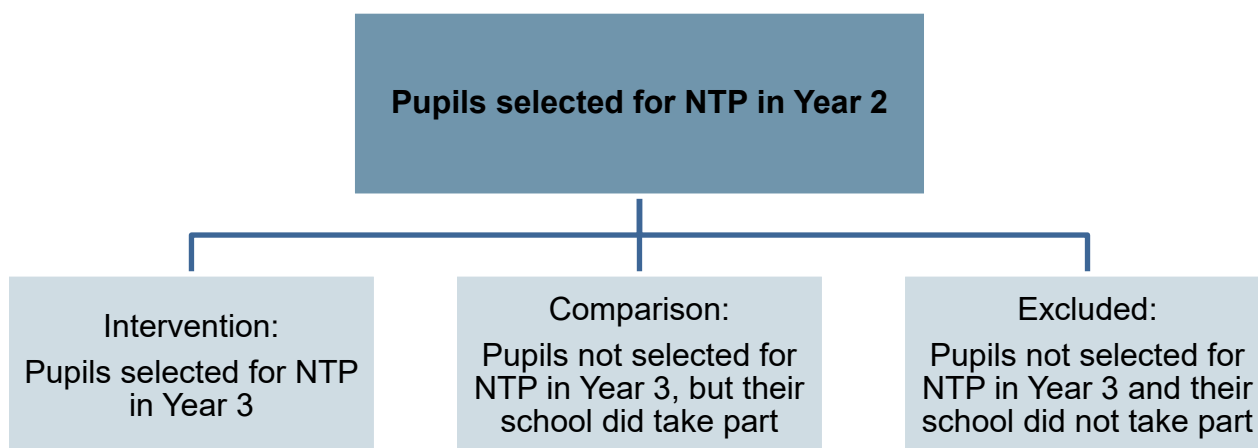 Pupils selected for NTP in Year 2
Intervention:
Pupils selected for NTP
in Year 3
Comparison:
Pupils not selected for
NTP in Year 3, but their
school did take part
Excluded:
Pupils not selected for
NTP in Year 3 and their
school did not take part